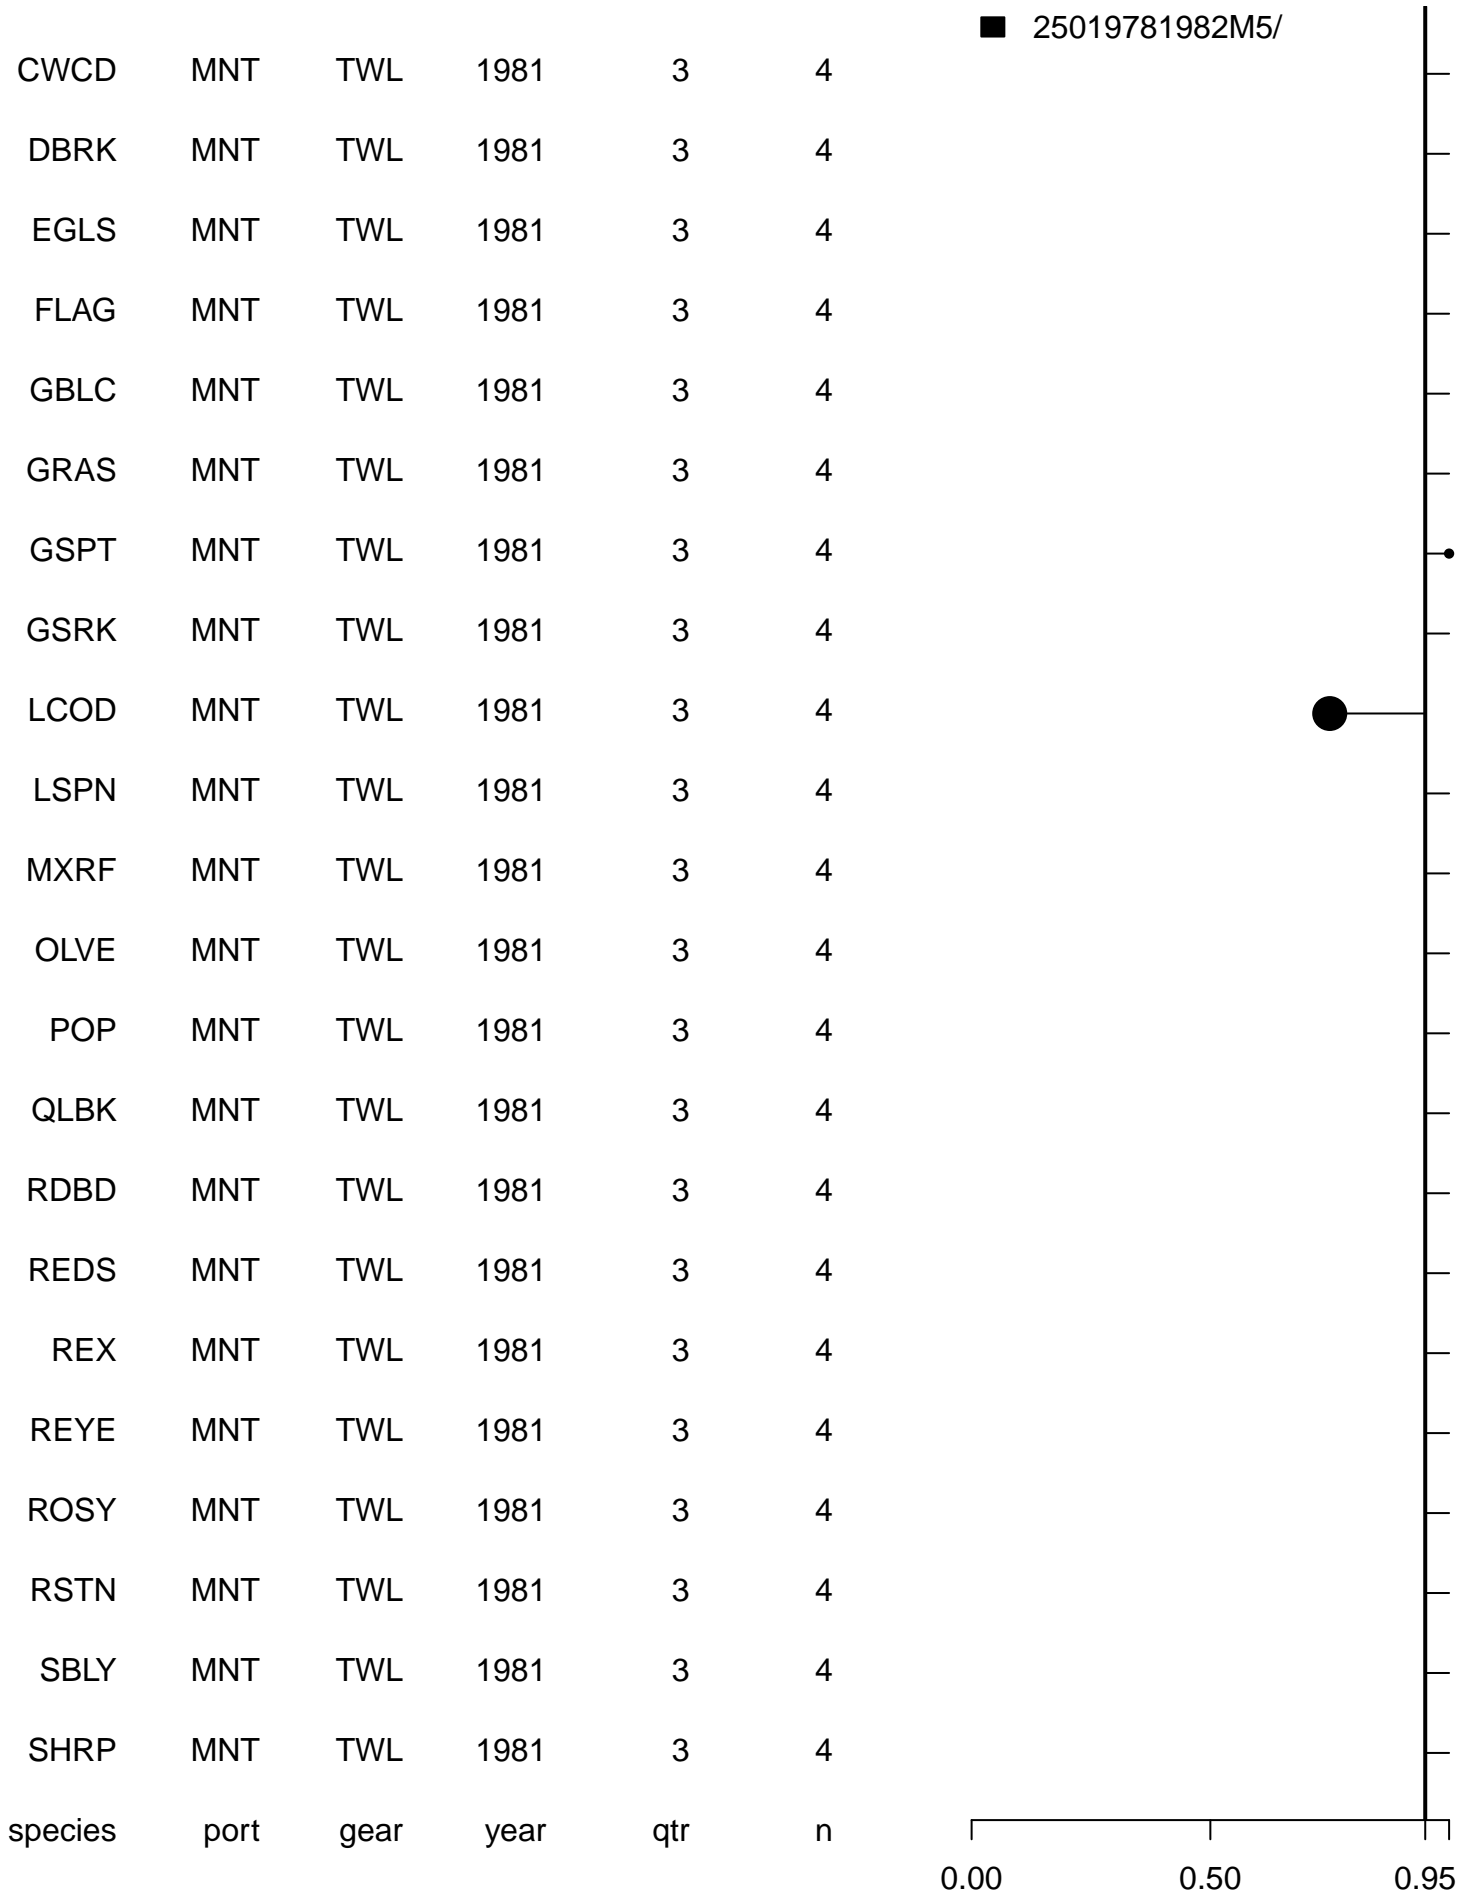 25019781982M5/
CWCD MNT TWL 1981 3 4
DBRK MNT TWL 1981 3 4
EGLS MNT TWL 1981 3 4
FLAG MNT TWL 1981 3 4
GBLC MNT TWL 1981 3 4
GRAS MNT TWL 1981 3 4
GSPT MNT TWL 1981 3 4
GSRK MNT TWL 1981 3 4
LCOD MNT TWL 1981 3 4
LSPN MNT TWL 1981 3 4
MXRF MNT TWL 1981 3 4
OLVE MNT TWL 1981 3 4
POP MNT TWL 1981 3 4
QLBK MNT TWL 1981 3 4
RDBD MNT TWL 1981 3 4
REDS MNT TWL 1981 3 4
REX MNT TWL 1981 3 4
REYE MNT TWL 1981 3 4
ROSY MNT TWL 1981 3 4
RSTN MNT TWL 1981 3 4
SBLY MNT TWL 1981 3 4
SHRP MNT TWL 1981 3 4
species port gear year qtr n
0.00 0.50 0.95